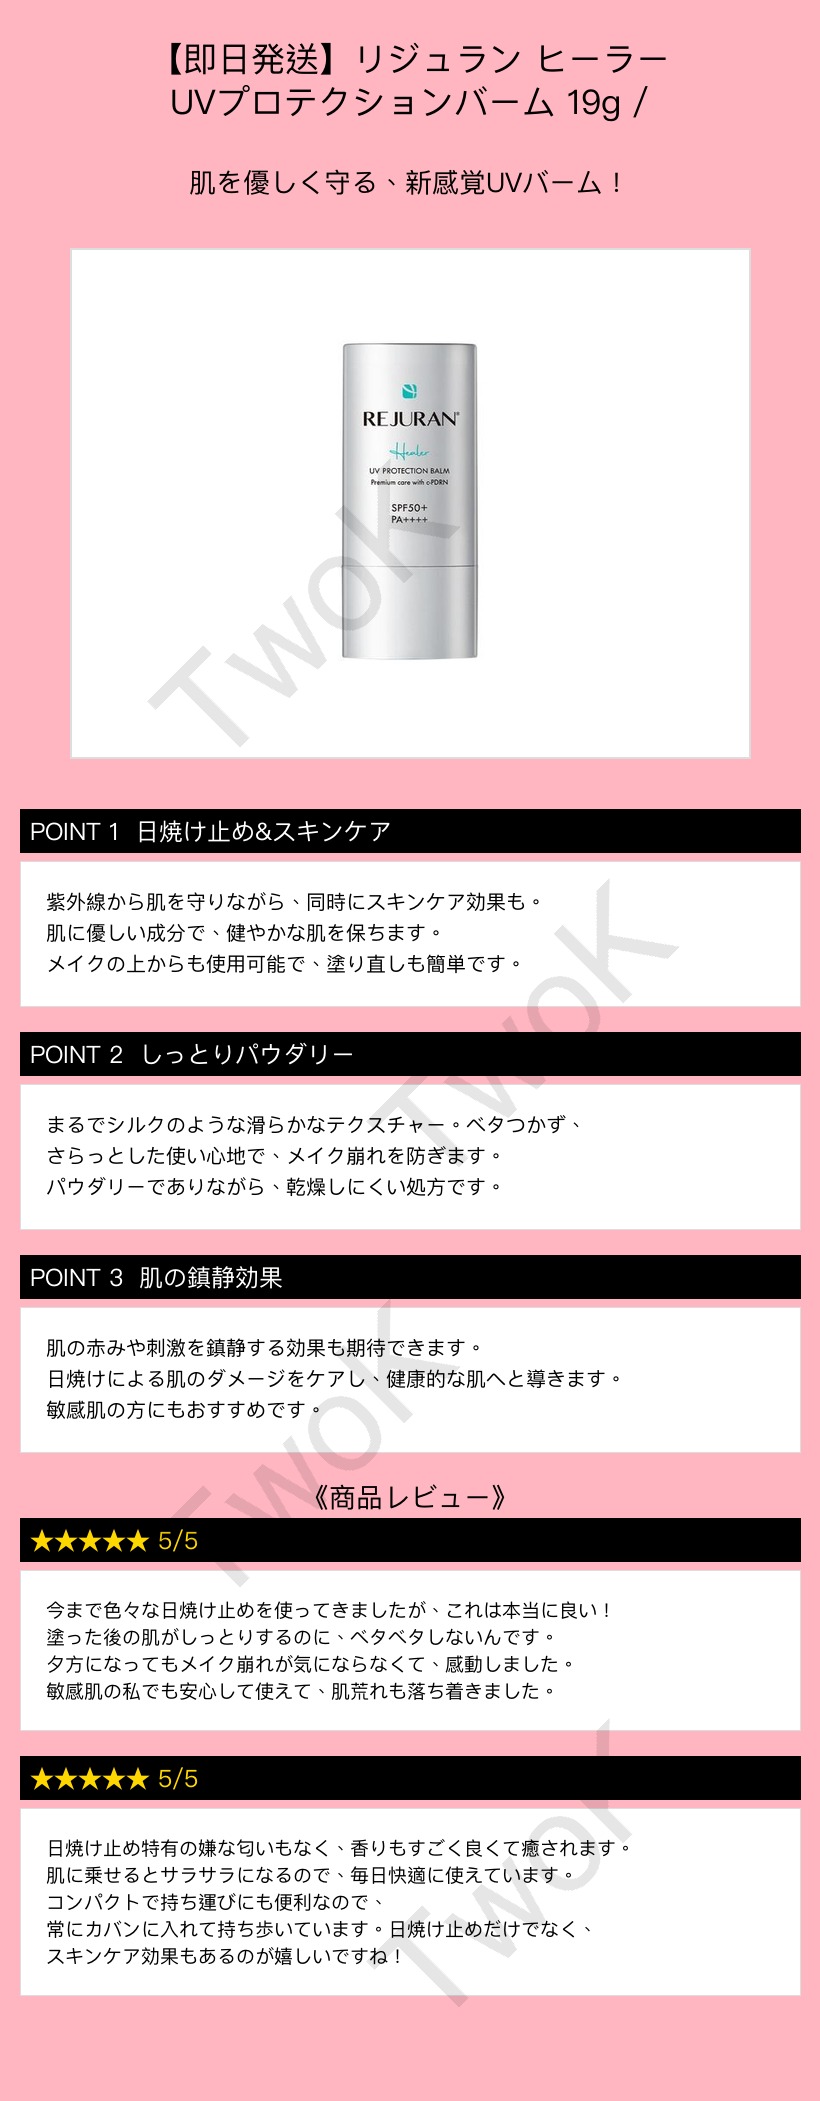 【即日発送】リジュラン ヒーラー
UVプロテクションバーム 19g /
肌を優しく守る、新感覚UVバーム！
REJURAN®
Healer
UV PROTECTION BALM
Premium care with c-PDRN
SPF50+
PA++++
TwoK
POINT 1 日焼け止め&スキンケア
紫外線から肌を守りながら、同時にスキンケア効果も。
肌に優しい成分で、健やかな肌を保ちます。
メイクの上からも使用可能で、塗り直しも簡単です。
TwoK
POINT 2 しっとりパウダリー
まるでシルクのような滑らかなテクスチャー。ベタつかず、
さらっとした使い心地で、メイク崩れを防ぎます。
パウダリーでありながら、乾燥しにくい処方です。
POINT 3 肌の鎮静効果
肌の赤みや刺激を鎮静する効果も期待できます。
日焼けによる肌のダメージをケアし、健康的な肌へと導きます。
敏感肌の方にもおすすめです。
TwoK
《商品レビュー》
★★★★★ 5/5
今まで色々な日焼け止めを使ってきましたが、これは本当に良い！
塗った後の肌がしっとりするのに、ベタベタしないんです。
夕方になってもメイク崩れが気にならなくて、感動しました。
敏感肌の私でも安心して使えて、肌荒れも落ち着きました。
★★★★★ 5/5
日焼け止め特有の嫌な匂いもなく、香りもすごく良くて癒されます。
肌に乗せるとサラサラになるので、毎日快適に使えています。
コンパクトで持ち運びにも便利なので、
常にカバンに入れて持ち歩いています。日焼け止めだけでなく、
スキンケア効果もあるのが嬉しいですね！
TwoK